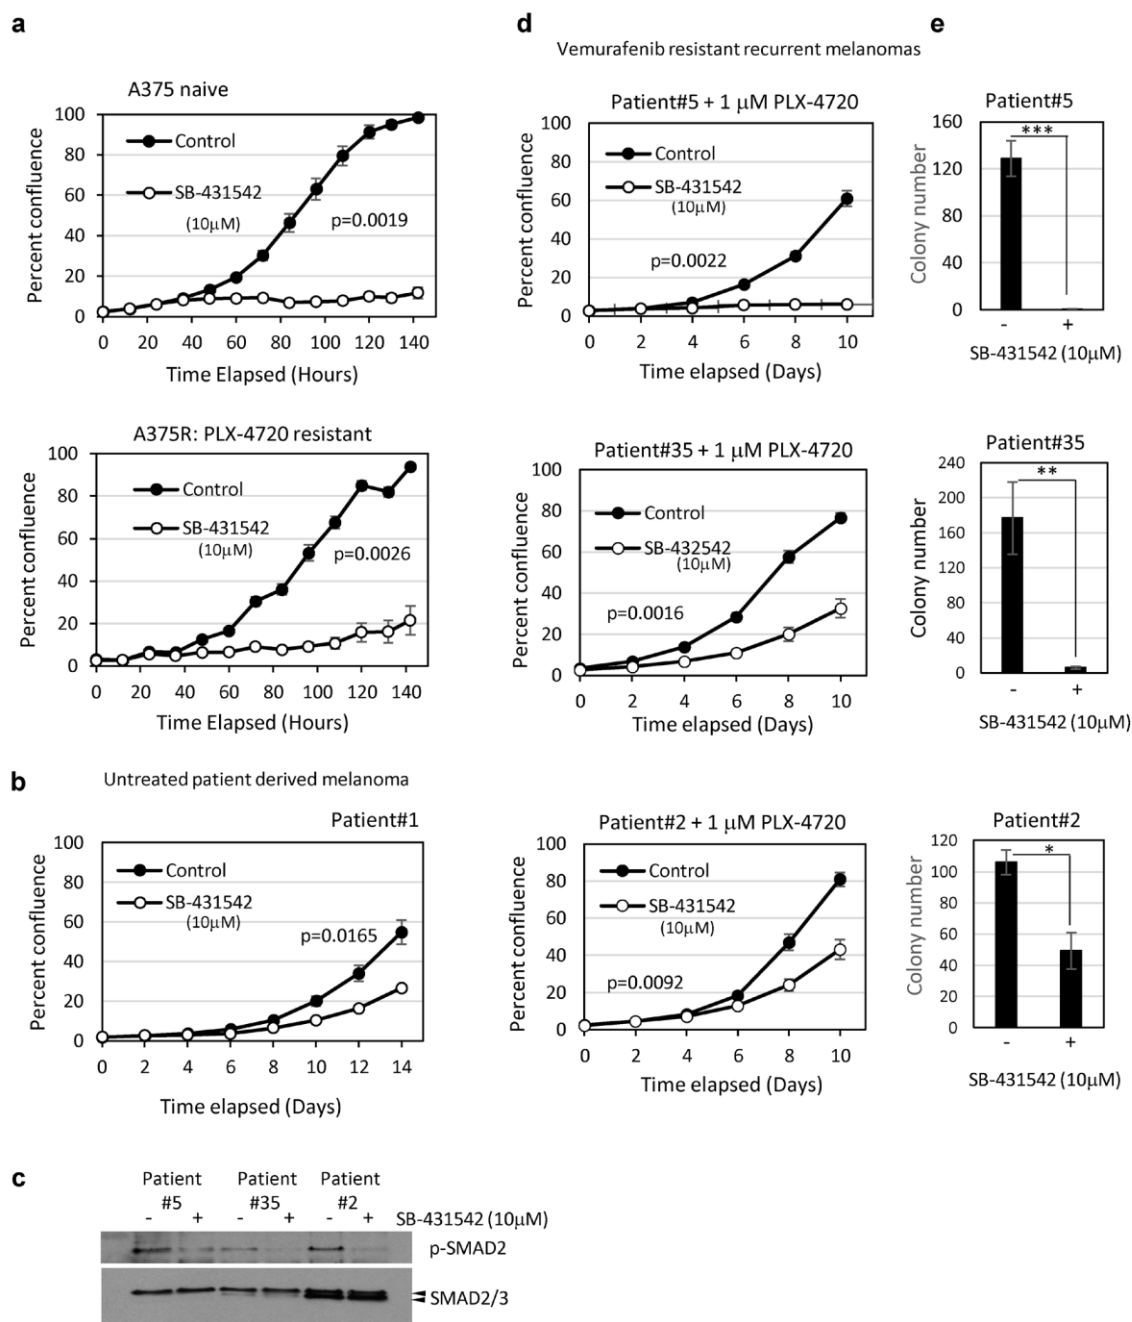 a
A375 naive
100
80
60
40
20
0
Percent confluence
Control
SB-431542
(10μM)
p=0.0019
0 20 40 60 80 100 120 140
Time Elapsed (Hours)
A375R: PLX-4720 resistant
100
80
60
40
20
0
Percent confluence
Control
SB-431542
(10μM)
p=0.0026
0 20 40 60 80 100 120 140
Time Elapsed (Hours)
b
Untreated patient derived melanoma
Patient#1
100
80
60
40
20
0
Percent confluence
Control
SB-431542
(10μM)
p=0.0165
0 2 4 6 8 10 12 14
Time elapsed (Days)
c
Patient Patient Patient
#5 #35 #2
- + - + - + SB-431542 (10μM)
p-SMAD2
SMAD2/3
d
Vemurafenib resistant recurrent melanomas
Patient#5 + 1 μM PLX-4720
100
80
60
40
20
0
Percent confluence
Control
SB-431542
(10μM)
p=0.0022
0 2 4 6 8 10
Time elapsed (Days)
Patient#35 + 1 μM PLX-4720
100
80
60
40
20
0
Percent confluence
Control
SB-432542
(10μM)
p=0.0016
0 2 4 6 8 10
Time elapsed (Days)
Patient#2 + 1 μM PLX-4720
100
80
60
40
20
0
Percent confluence
Control
SB-431542
(10μM)
p=0.0092
0 2 4 6 8 10
Time elapsed (Days)
e
Patient#5
160
120
80
40
0
Colony number
***
- +
SB-431542 (10μM)
Patient#35
240
200
160
120
80
40
0
Colony number
**
- +
SB-431542 (10μM)
Patient#2
120
100
80
60
40
20
0
Colony number
*
- +
SB-431542 (10μM)